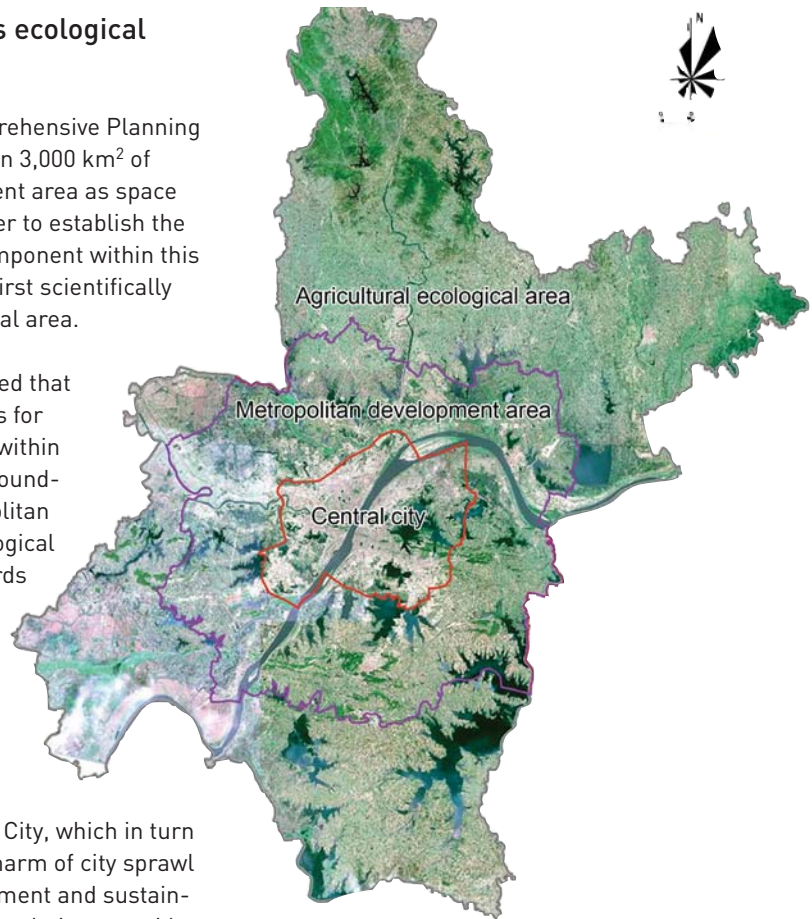 s ecological
rehensive Planning
n 3,000 km² of
ent area as space
er to establish the
mponent within this
first scientifically
al area.
ed that
s for
within
ound-
olitan
logical
rds
City, which in turn
harm of city sprawl
ment and sustain-
N
Agricultural ecological area
Metropolitan development area
Central city